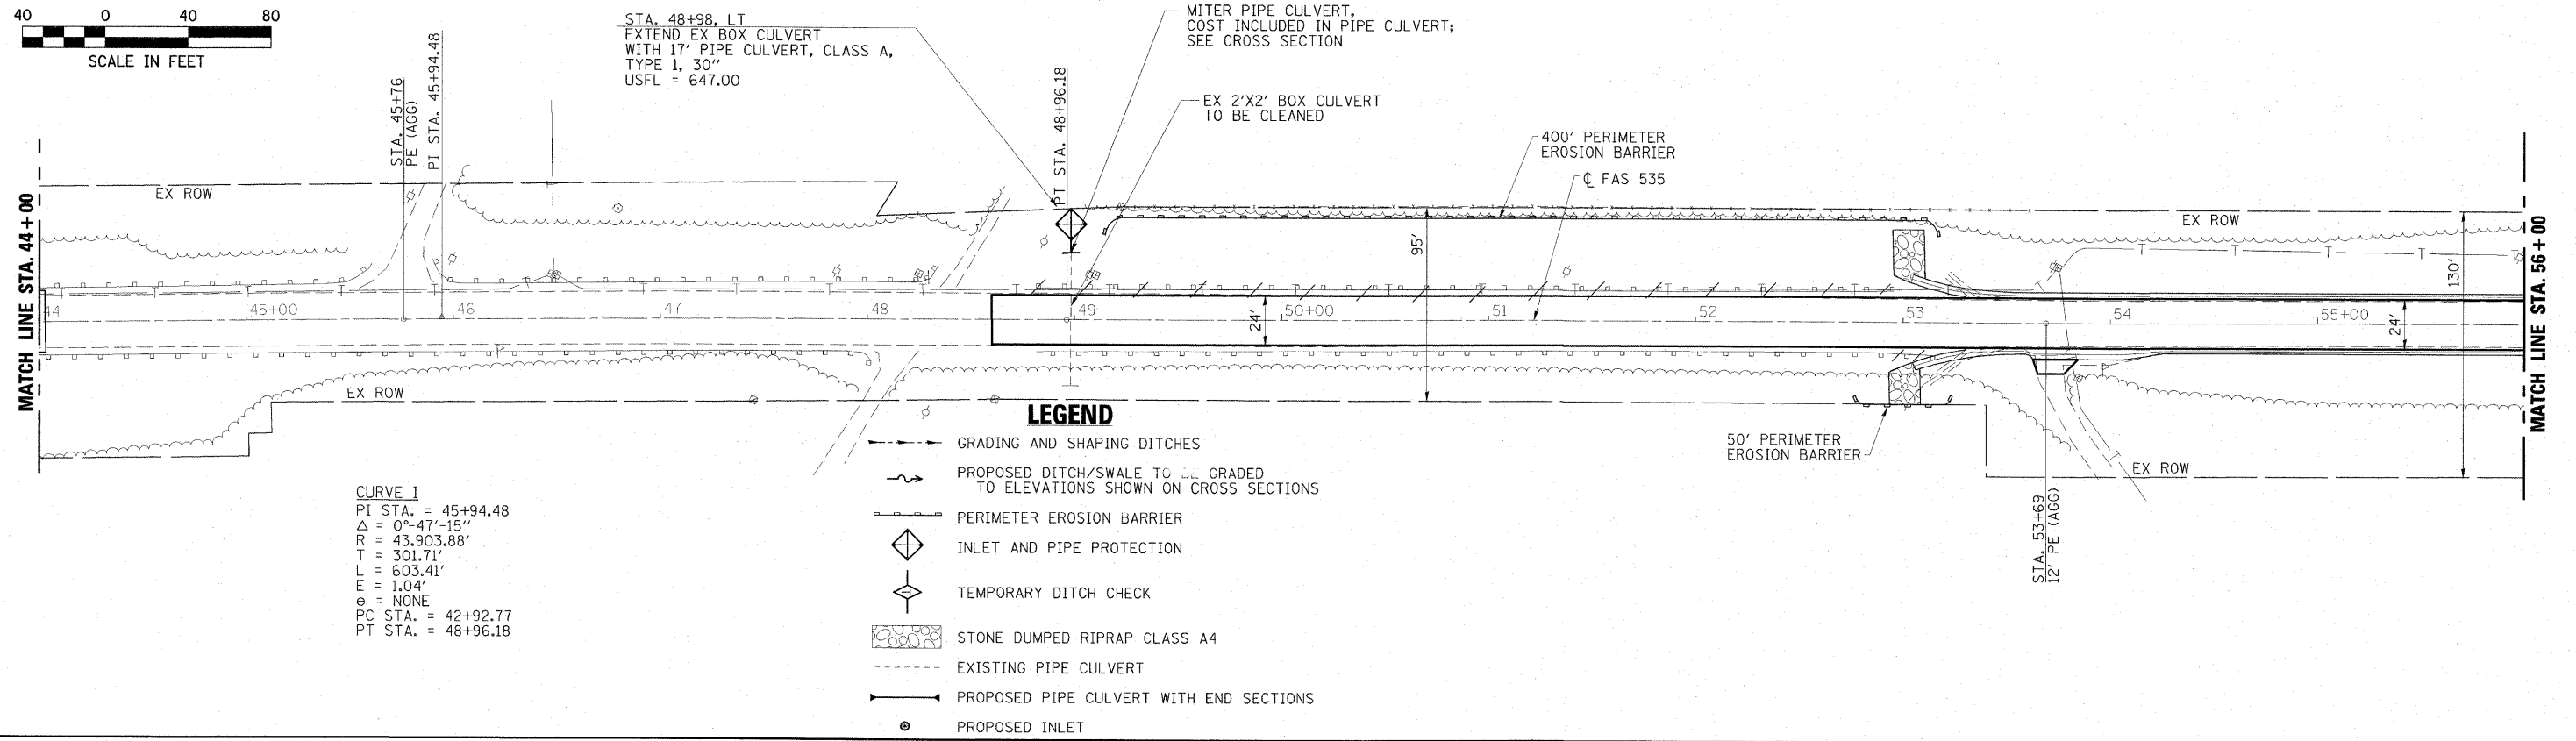 40 0 40 80
SCALE IN FEET
STA. 48+98, LT
EXTEND EX BOX CULVERT
WITH 17' PIPE CULVERT, CLASS A,
TYPE 1, 30"
USFL = 647.00
MITER PIPE CULVERT,
COST INCLUDED IN PIPE CULVERT;
SEE CROSS SECTION
EX 2'X2' BOX CULVERT
TO BE CLEANED
400' PERIMETER
EROSION BARRIER
℄ FAS 535
STA. 45+76
PE (AGG)
PI STA. 45+94.48
PT STA. 48+96.18
MATCH LINE STA. 44+00
EX ROW
EX ROW
95'
130'
24'
24'
44 45+00 46 47 48 49 50+00 51 52 53 54 55+00
MATCH LINE STA. 56+00
EX ROW
EX ROW
50' PERIMETER
EROSION BARRIER
STA. 53+69
12' PE (AGG)
CURVE 1
PI STA. = 45+94.48
Δ = 0°-47'-15"
R = 43,903.88'
T = 301.71'
L = 603.41'
E = 1.04'
e = NONE
PC STA. = 42+92.77
PT STA. = 48+96.18
LEGEND
GRADING AND SHAPING DITCHES
PROPOSED DITCH/SWALE TO BE GRADED
TO ELEVATIONS SHOWN ON CROSS SECTIONS
PERIMETER EROSION BARRIER
INLET AND PIPE PROTECTION
TEMPORARY DITCH CHECK
STONE DUMPED RIPRAP CLASS A4
EXISTING PIPE CULVERT
PROPOSED PIPE CULVERT WITH END SECTIONS
PROPOSED INLET